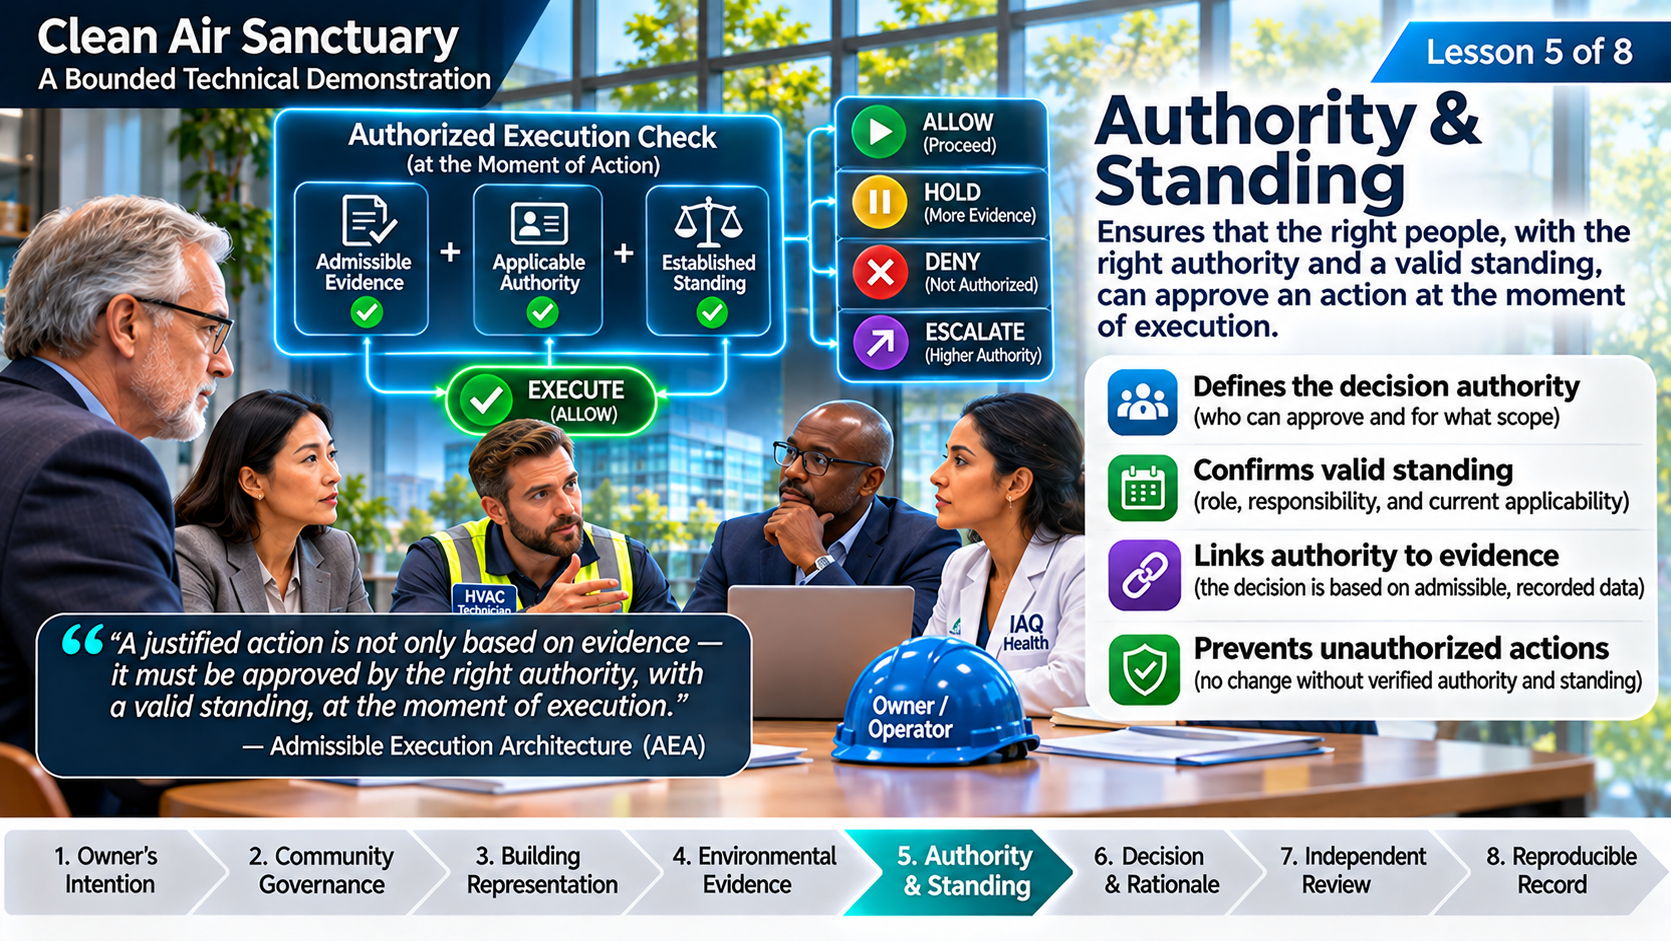 Clean Air Sanctuary
A Bounded Technical Demonstration
Lesson 5 of 8
Authorized Execution Check
(at the Moment of Action)
Admissible
Evidence
+
Applicable
Authority
+
Established
Standing
EXECUTE
(ALLOW)
ALLOW
(Proceed)
HOLD
(More Evidence)
DENY
(Not Authorized)
ESCALATE
(Higher Authority)
Authority &
Standing
Ensures that the right people, with the
right authority and a valid standing,
can approve an action at the moment
of execution.
Defines the decision authority
(who can approve and for what scope)
Confirms valid standing
(role, responsibility, and current applicability)
Links authority to evidence
(the decision is based on admissible, recorded data)
Prevents unauthorized actions
(no change without verified authority and standing)
HVAC
Technician
IAQ
Health
Owner /
Operator
“A justified action is not only based on evidence —
it must be approved by the right authority, with
a valid standing, at the moment of execution.”
— Admissible Execution Architecture (AEA)
1. Owner's
Intention
2. Community
Governance
3. Building
Representation
4. Environmental
Evidence
5. Authority
& Standing
6. Decision
& Rationale
7. Independent
Review
8. Reproducible
Record